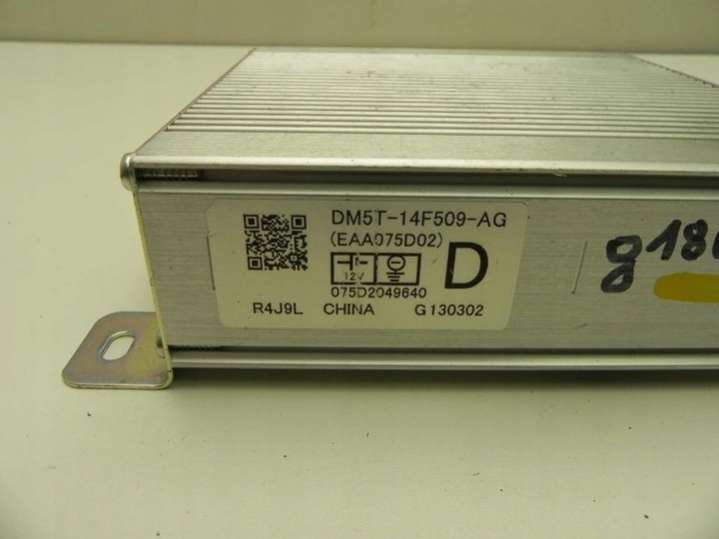 DM5T-14F509-AG
(EAA075D02)
12V
D
075D2049640
R4J9L CHINA G130302